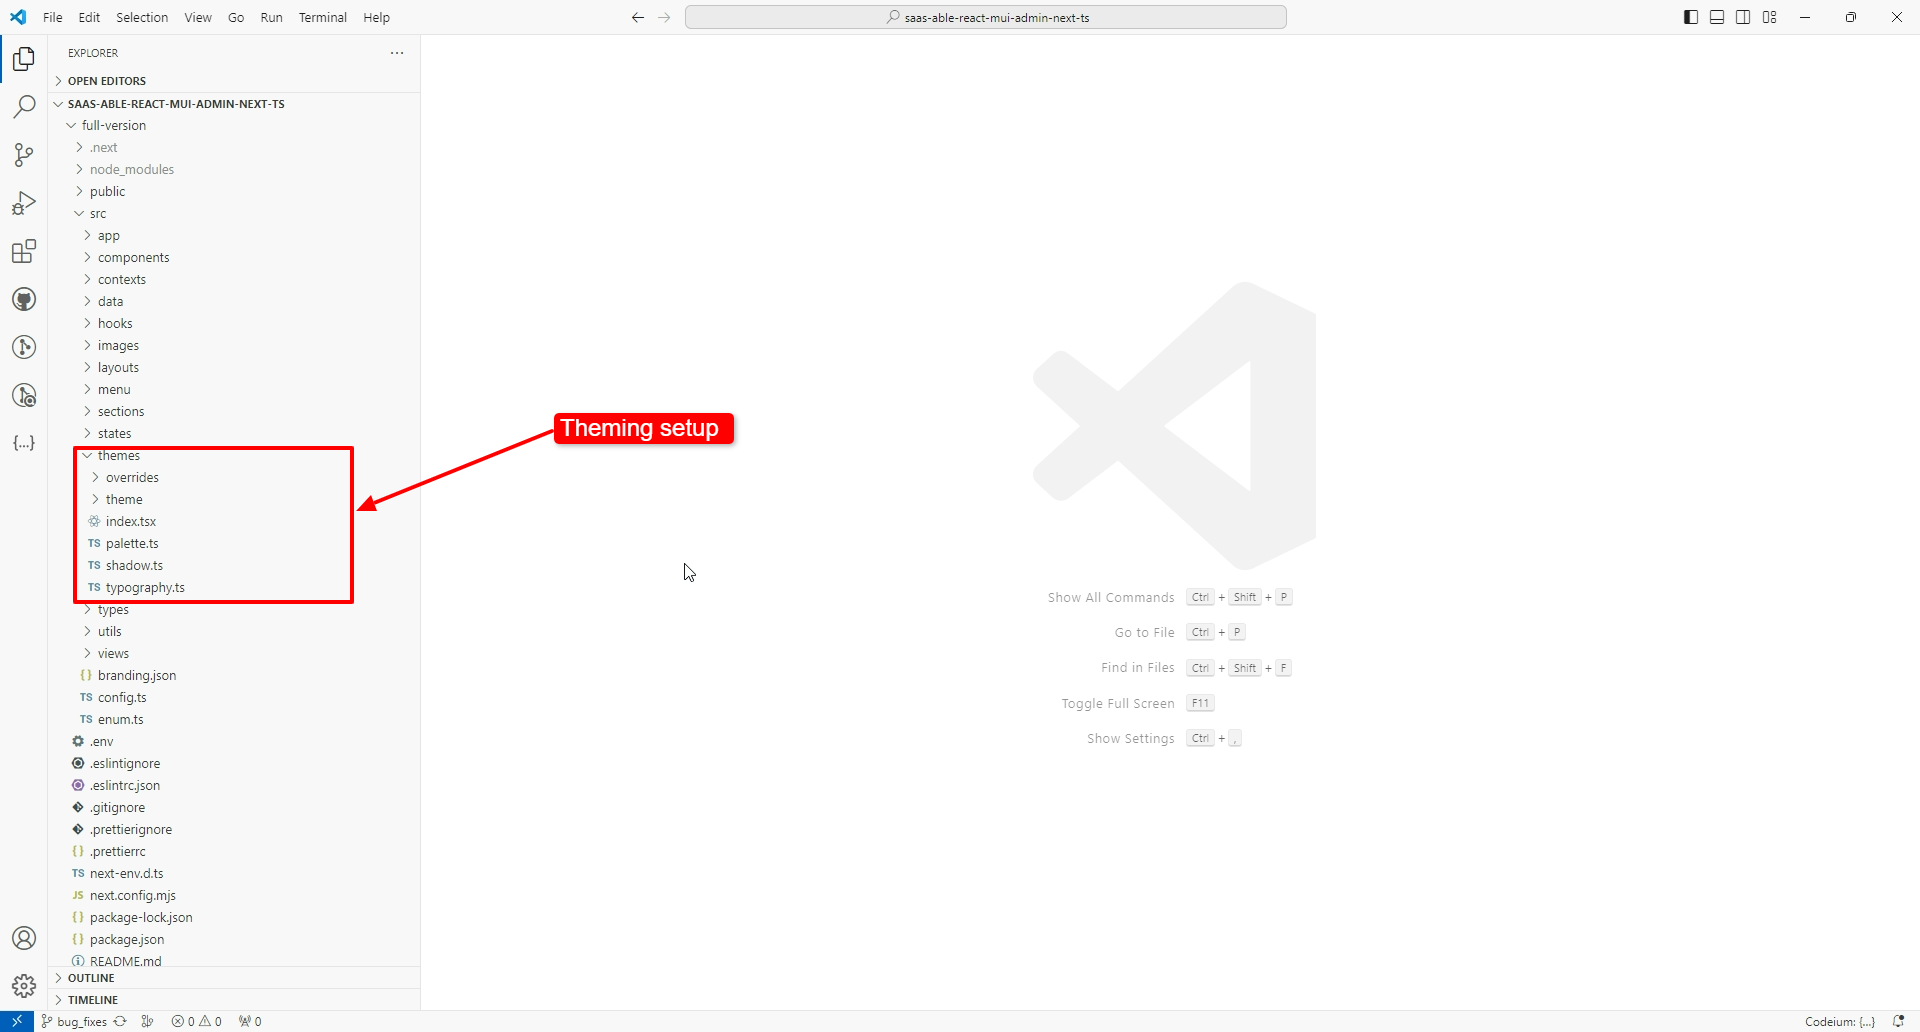 File Edit Selection View Go Run Terminal Help
saas-able-react-mui-admin-next-ts
EXPLORER
OPEN EDITORS
SAAS-ABLE-REACT-MUI-ADMIN-NEXT-TS
full-version
.next
node_modules
public
src
app
components
contexts
data
hooks
images
layouts
menu
sections
states
Theming setup
themes
overrides
theme
index.tsx
TS palette.ts
TS shadow.ts
TS typography.ts
types
utils
views
{} branding.json
TS config.ts
TS enum.ts
.env
.eslintignore
.eslintrc.json
.gitignore
.prettierignore
{} .prettierrc
TS next-env.d.ts
JS next.config.mjs
{} package-lock.json
{} package.json
README.md
OUTLINE
TIMELINE
Show All Commands Ctrl + Shift + P
Go to File Ctrl + P
Find in Files Ctrl + Shift + F
Toggle Full Screen F11
Show Settings Ctrl + ,
bug_fixes 0 0 0 Codeium: {...}